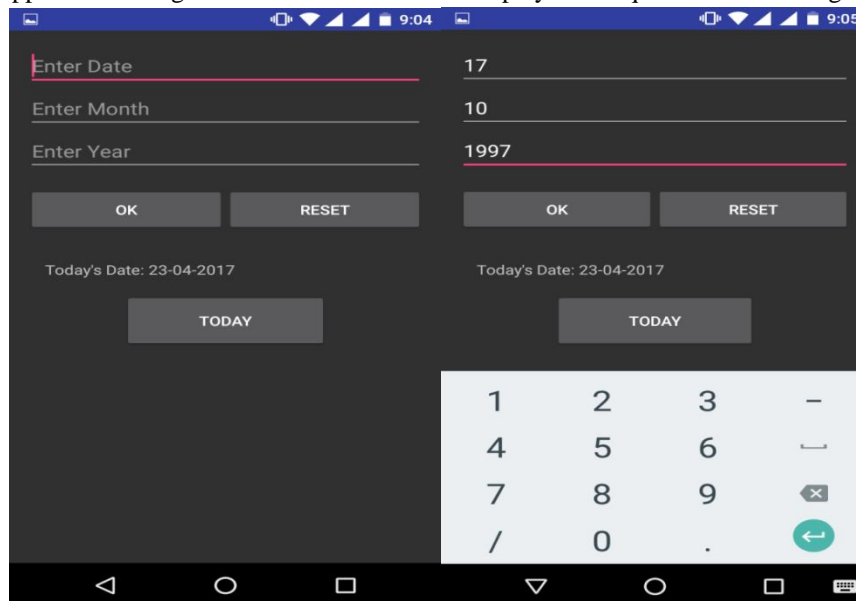 9:04
Enter Date
Enter Month
Enter Year
OK RESET
Today's Date: 23-04-2017
TODAY
9:05
17
10
1997
OK RESET
Today's Date: 23-04-2017
TODAY
1 2 3 –
4 5 6
7 8 9
/ 0 .